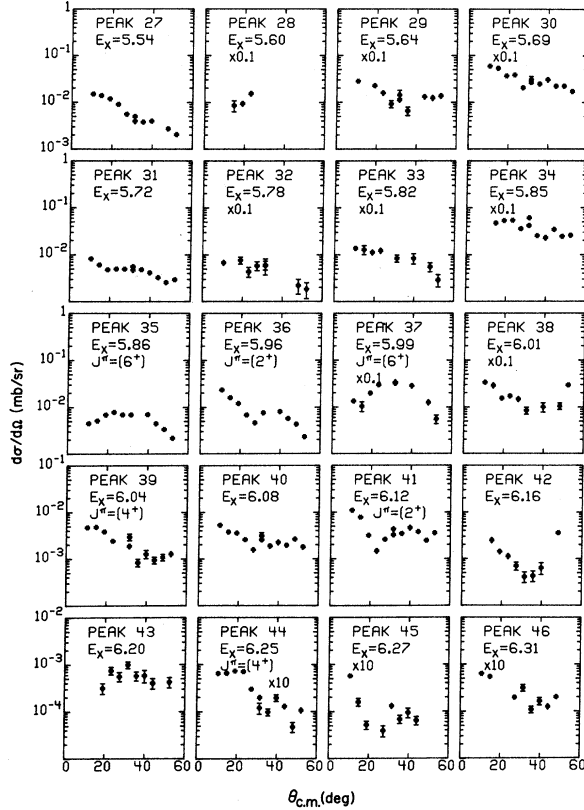 1
10⁻¹
10⁻²
10⁻³
PEAK 27
Eₓ=5.54
PEAK 28
Eₓ=5.60
x0.1
PEAK 29
Eₓ=5.64
x0.1
PEAK 30
Eₓ=5.69
x0.1
1
10⁻¹
10⁻²
PEAK 31
Eₓ=5.72
PEAK 32
Eₓ=5.78
x0.1
PEAK 33
Eₓ=5.82
x0.1
PEAK 34
Eₓ=5.85
x0.1
dσ/dΩ (mb/sr)
1
10⁻¹
10⁻²
PEAK 35
Eₓ=5.86
Jᵖⁱ=(6⁺)
PEAK 36
Eₓ=5.96
Jᵖⁱ=(2⁺)
PEAK 37
Eₓ=5.99
Jᵖⁱ=(6⁺)
x0.1
PEAK 38
Eₓ=6.01
x0.1
10⁻¹
10⁻²
10⁻³
10⁻²
PEAK 39
Eₓ=6.04
Jᵖⁱ=(4⁺)
PEAK 40
Eₓ=6.08
PEAK 41
Eₓ=6.12
Jᵖⁱ=(2⁺)
PEAK 42
Eₓ=6.16
10⁻³
10⁻⁴
PEAK 43
Eₓ=6.20
PEAK 44
Eₓ=6.25
Jᵖⁱ=(4⁺)
x10
PEAK 45
Eₓ=6.27
x10
PEAK 46
Eₓ=6.31
x10
0 20 40 60 0 20 40 60 0 20 40 60 0 20 40 60
θc.m.(deg)